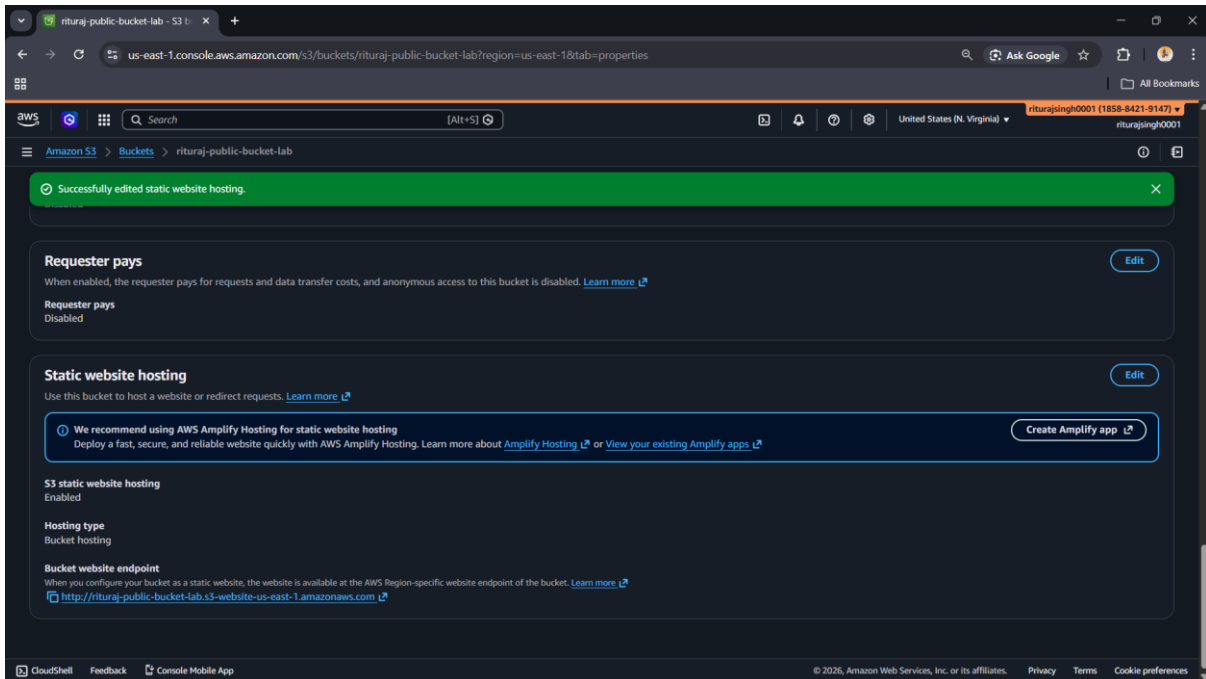 rituraj-public-bucket-lab - S3 b
us-east-1.console.aws.amazon.com/s3/buckets/rituraj-public-bucket-lab?region=us-east-1&tab=properties
Ask Google
All Bookmarks
aws
Search
[Alt+S]
United States (N. Virginia)
riturajsingh0001 (1858-8421-9147)
riturajsingh0001
Amazon S3 > Buckets > rituraj-public-bucket-lab
Successfully edited static website hosting.
Disabled
Requester pays
Edit
When enabled, the requester pays for requests and data transfer costs, and anonymous access to this bucket is disabled. Learn more
Requester pays
Disabled
Static website hosting
Edit
Use this bucket to host a website or redirect requests. Learn more
We recommend using AWS Amplify Hosting for static website hosting
Deploy a fast, secure, and reliable website quickly with AWS Amplify Hosting. Learn more about Amplify Hosting or View your existing Amplify apps
Create Amplify app
S3 static website hosting
Enabled
Hosting type
Bucket hosting
Bucket website endpoint
When you configure your bucket as a static website, the website is available at the AWS Region-specific website endpoint of the bucket. Learn more
http://rituraj-public-bucket-lab.s3-website-us-east-1.amazonaws.com
CloudShell Feedback Console Mobile App
© 2026, Amazon Web Services, Inc. or its affiliates. Privacy Terms Cookie preferences